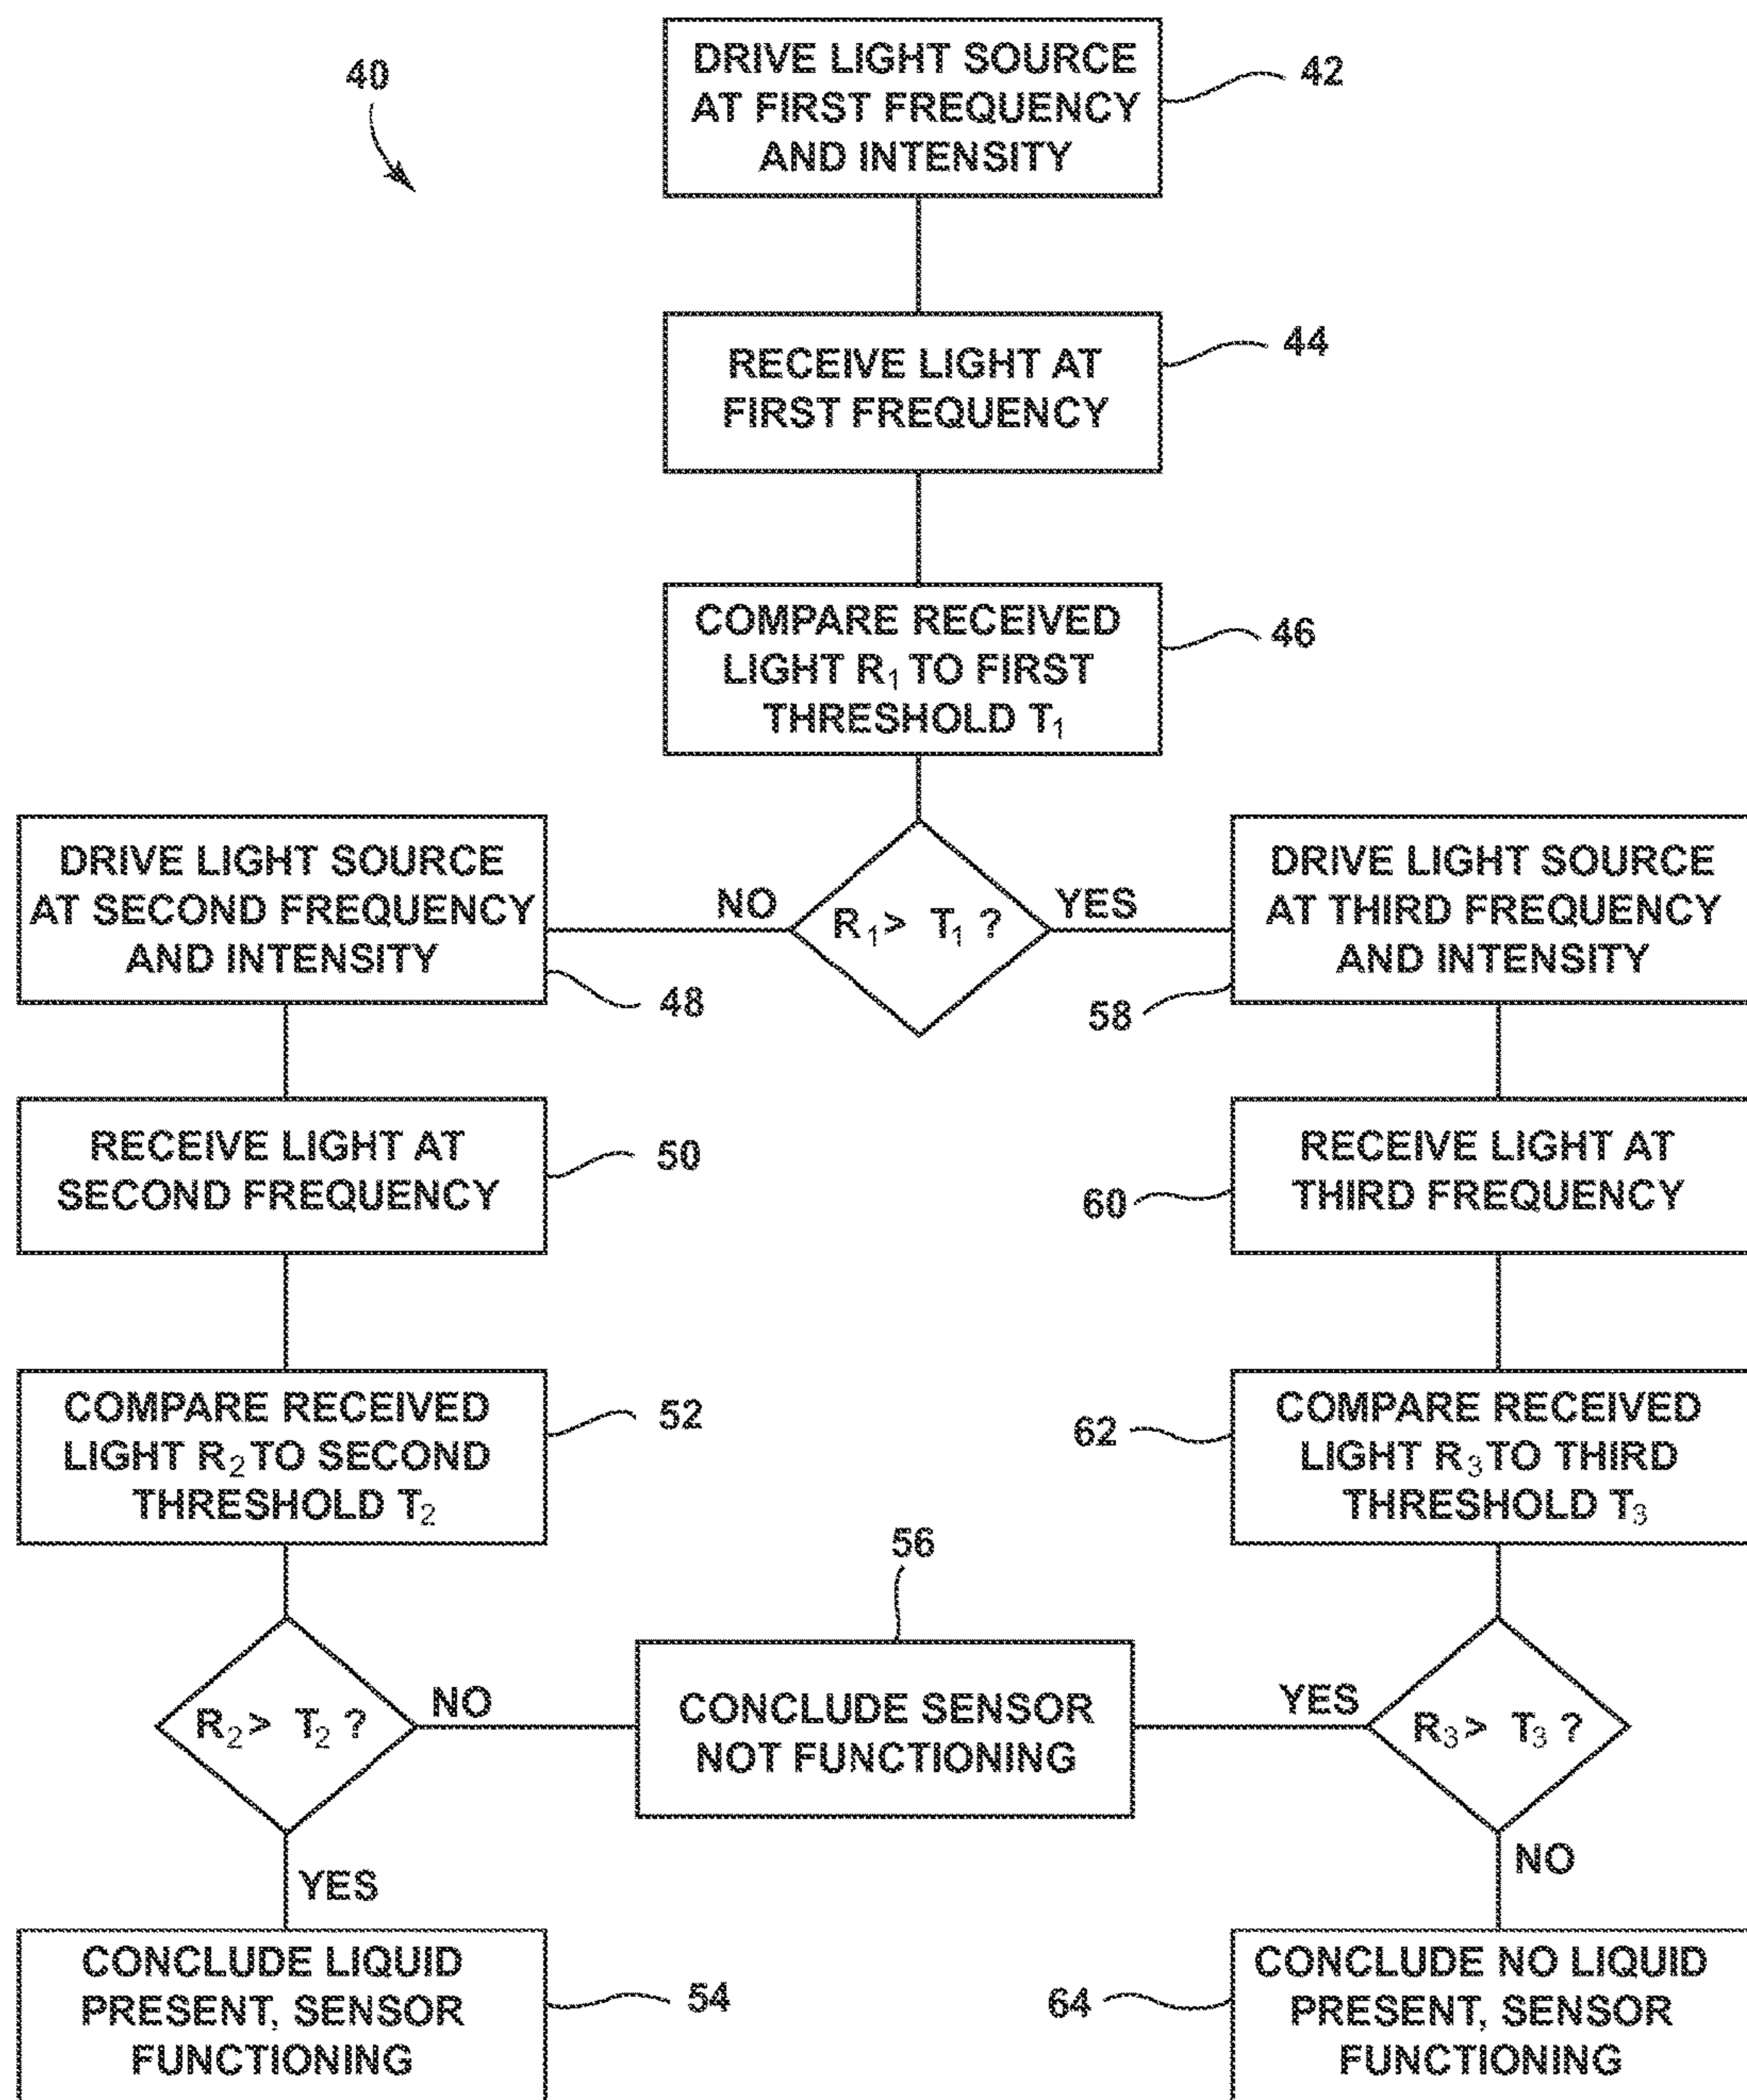 40
DRIVE LIGHT SOURCE
AT FIRST FREQUENCY
AND INTENSITY
42
RECEIVE LIGHT AT
FIRST FREQUENCY
44
COMPARE RECEIVED
LIGHT R₁ TO FIRST
THRESHOLD T₁
46
R₁ > T₁ ?
NO
YES
DRIVE LIGHT SOURCE
AT SECOND FREQUENCY
AND INTENSITY
48
DRIVE LIGHT SOURCE
AT THIRD FREQUENCY
AND INTENSITY
58
RECEIVE LIGHT AT
SECOND FREQUENCY
50
RECEIVE LIGHT AT
THIRD FREQUENCY
60
COMPARE RECEIVED
LIGHT R₂ TO SECOND
THRESHOLD T₂
52
COMPARE RECEIVED
LIGHT R₃ TO THIRD
THRESHOLD T₃
62
R₂ > T₂ ?
NO
56
CONCLUDE SENSOR
NOT FUNCTIONING
YES
R₃ > T₃ ?
YES
NO
CONCLUDE LIQUID
PRESENT, SENSOR
FUNCTIONING
54
CONCLUDE NO LIQUID
PRESENT, SENSOR
FUNCTIONING
64